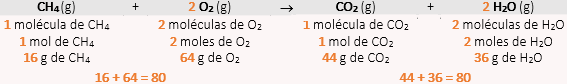 CH₄ (g) + 2 O₂ (g) → CO₂ (g) + 2 H₂O (g)
1 molécula de CH₄ 2 moléculas de O₂ 1 molécula de CO₂ 2 moléculas de H₂O
1 mol de CH₄ 2 moles de O₂ 1 mol de CO₂ 2 moles de H₂O
16 g de CH₄ 64 g de O₂ 44 g de CO₂ 36 g de H₂O
16 + 64 = 80 44 + 36 = 80